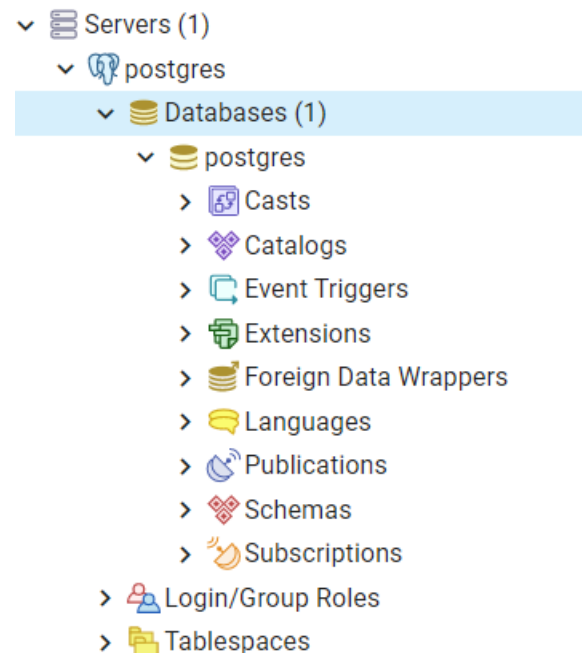 Servers (1)
postgres
Databases (1)
postgres
Casts
Catalogs
Event Triggers
Extensions
Foreign Data Wrappers
Languages
Publications
Schemas
Subscriptions
Login/Group Roles
Tablespaces